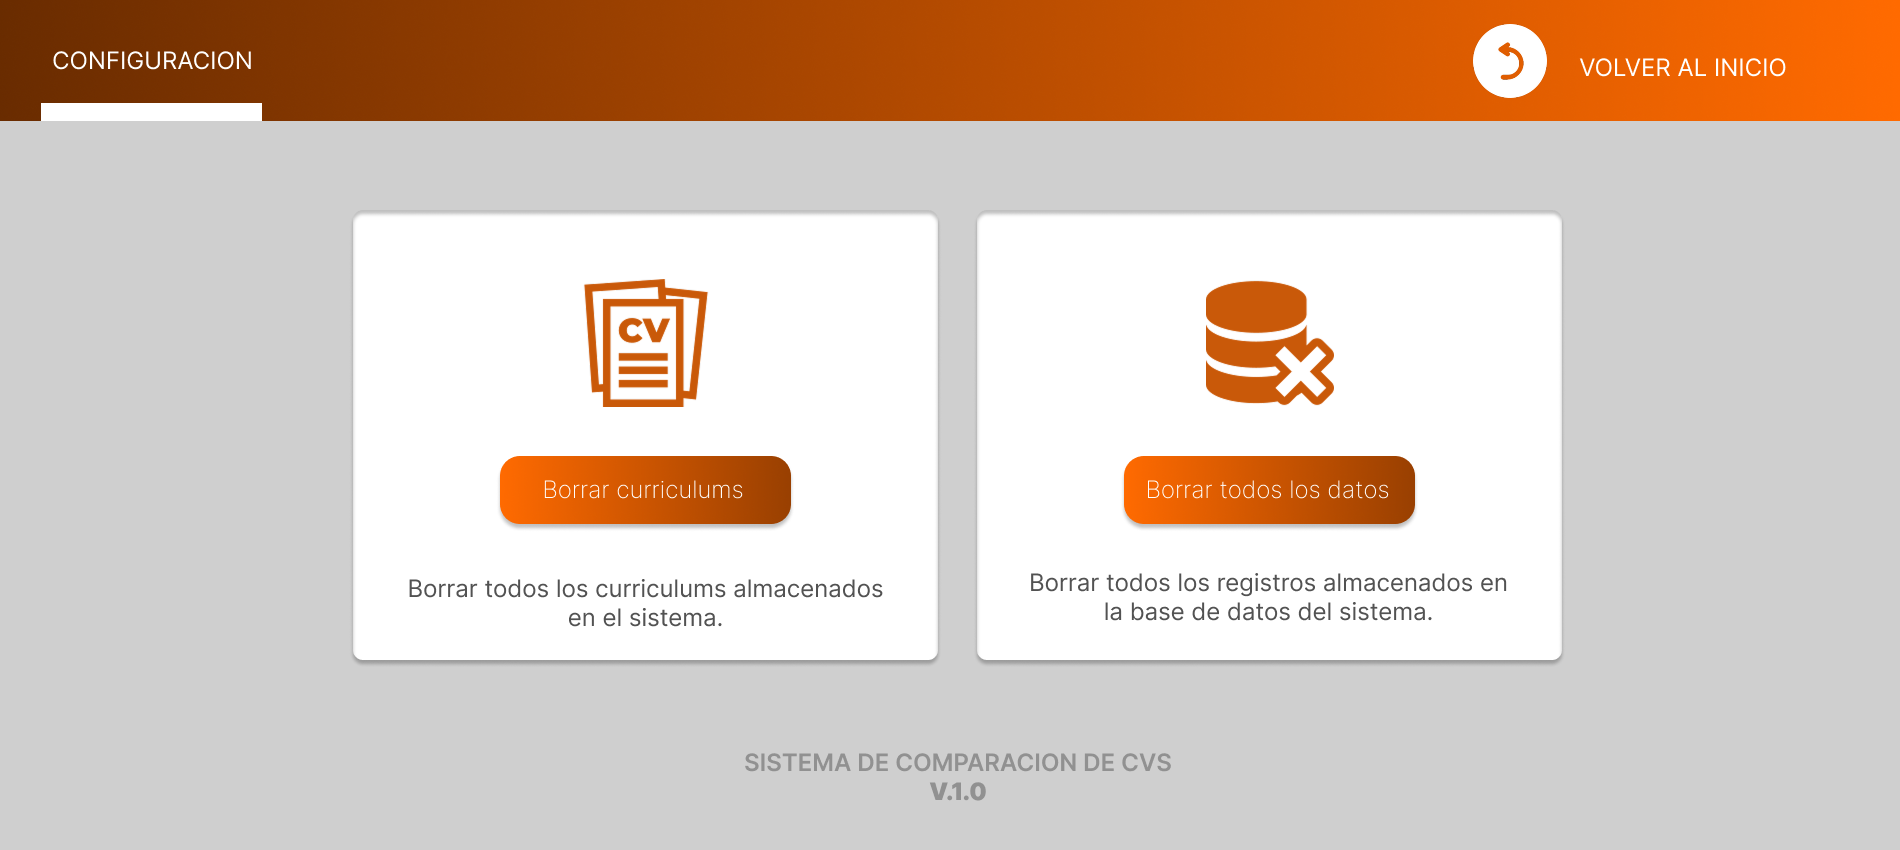 CONFIGURACION
VOLVER AL INICIO
CV
Borrar curriculums
Borrar todos los curriculums almacenados
en el sistema.
Borrar todos los datos
Borrar todos los registros almacenados en
la base de datos del sistema.
SISTEMA DE COMPARACION DE CVS
V.1.0